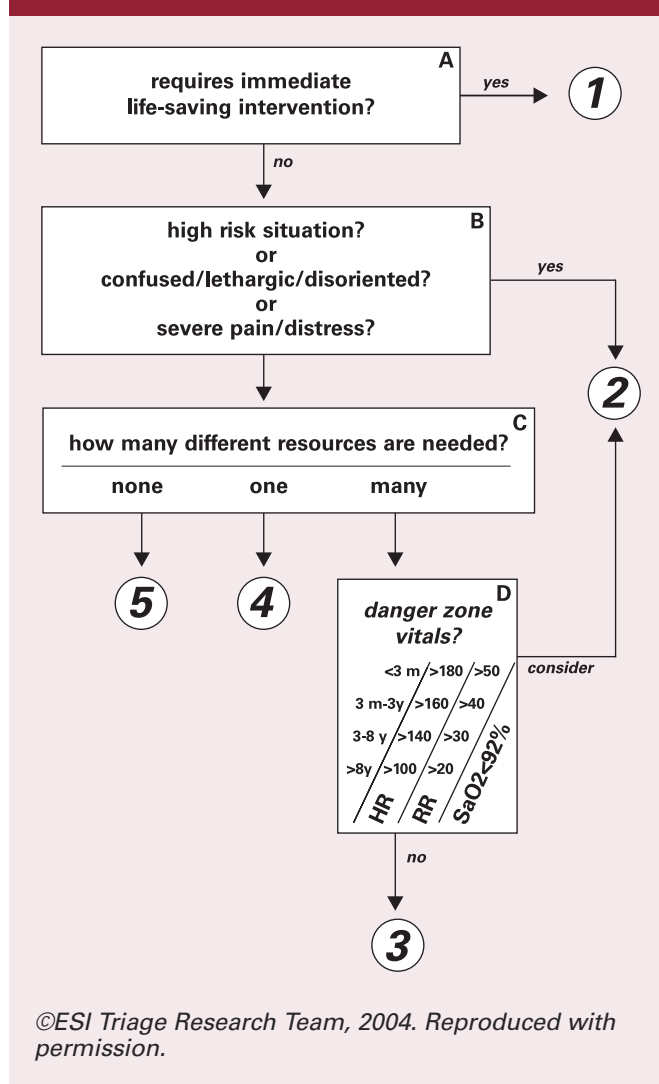 A
requires immediate
life-saving intervention?
yes
1
no
B
high risk situation?
or
confused/lethargic/disoriented?
or
severe pain/distress?
yes
2
C
how many different resources are needed?
none one many
5
4
D
danger zone
vitals?
<3 m >180 >50
3 m-3y >160 >40
3-8 y >140 >30
>8y >100 >20
HR RR SaO2<92%
consider
no
3
©ESI Triage Research Team, 2004. Reproduced with
permission.